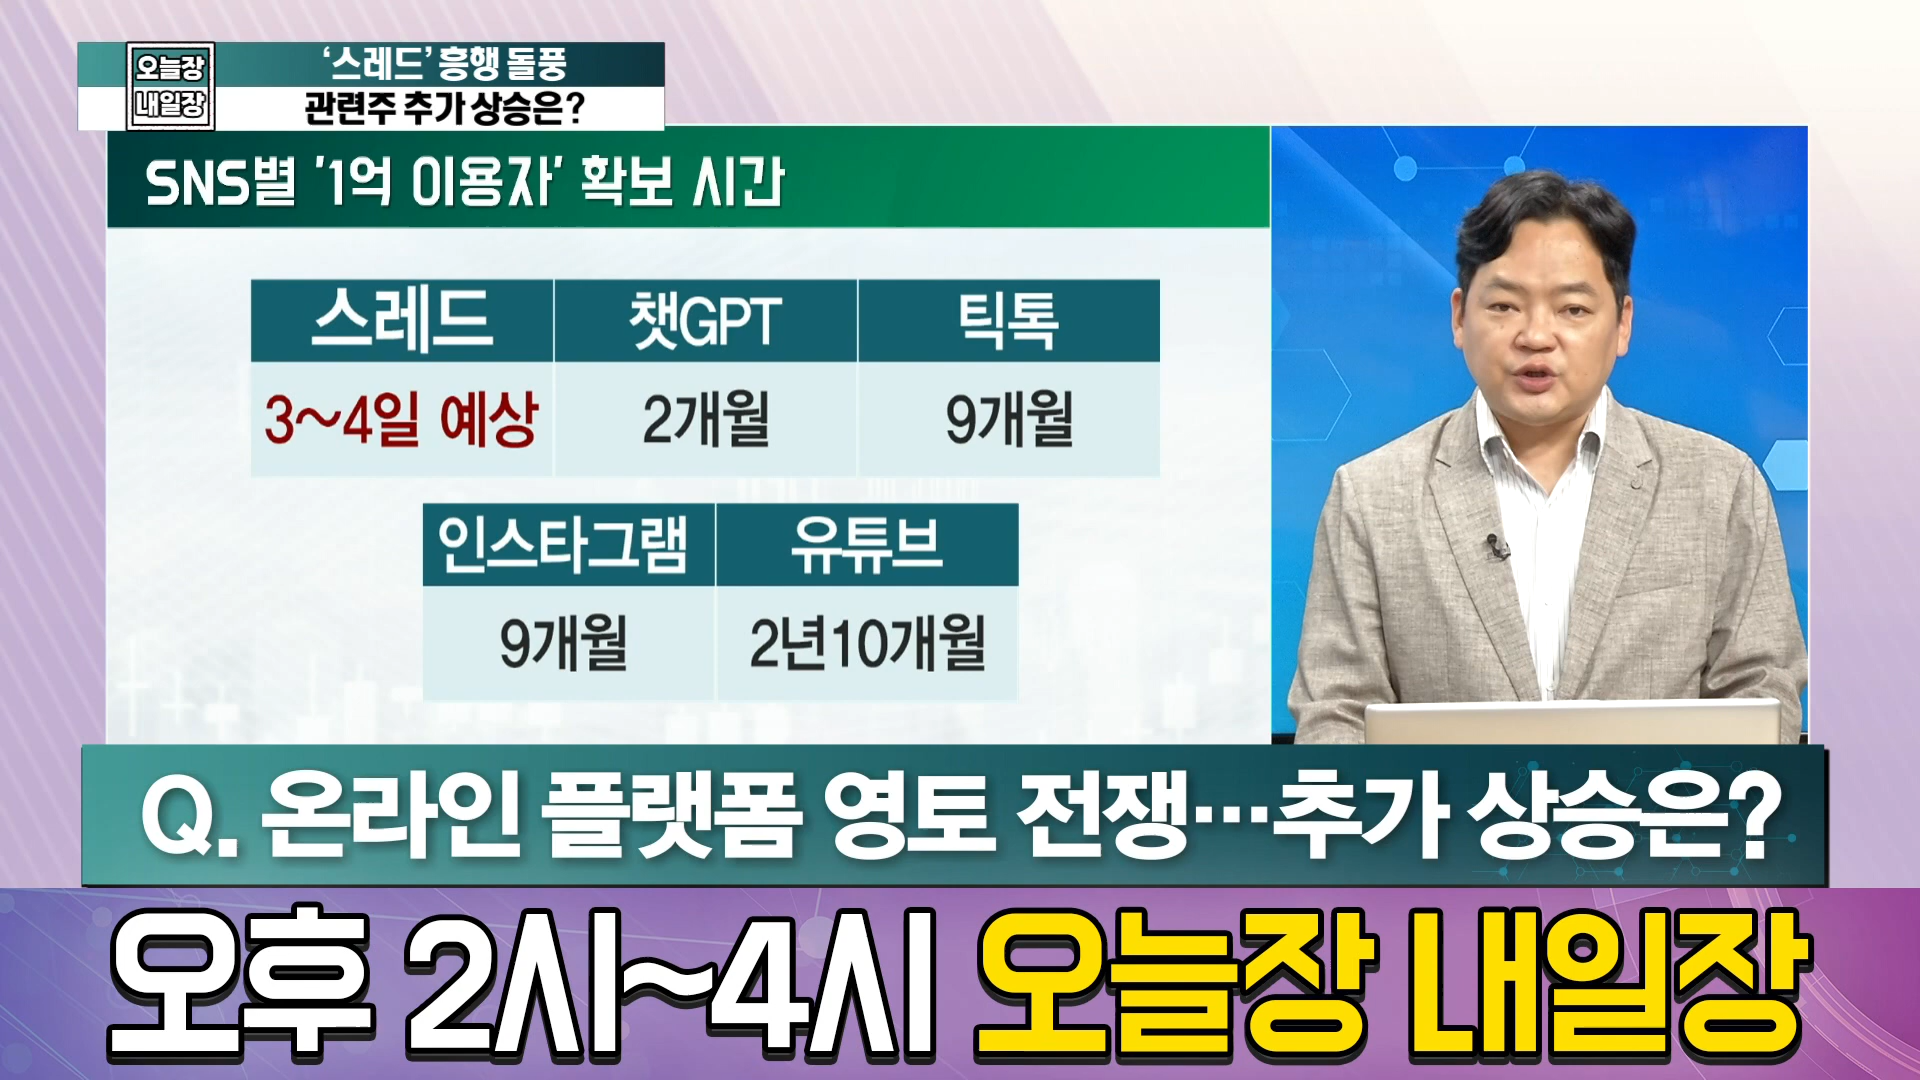 오늘장
내일장
‘스레드’ 흥행 돌풍
관련주 추가 상승은?
SNS별 '1억 이용자' 확보 시간
스레드 챗GPT 틱톡
3~4일 예상 2개월 9개월
인스타그램 유튜브
9개월 2년10개월
Q. 온라인 플랫폼 영토 전쟁…추가 상승은?
오후 2시~4시 오늘장 내일장